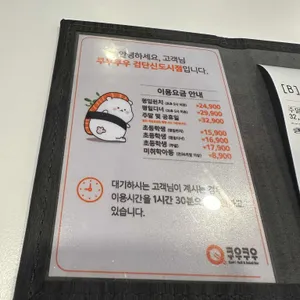 안녕하세요, 고객님
쿠우쿠우 검단신도시점입니다.
이용요금 안내
평일런치
24,900
평일디너
29,900
주말 및 공휴일
32,900
초등학생
15,900
초등학생
16,900
초등학생
17,900
미취학아동
8,900
대기하시는 고객님이 계시는
이용시간을 1시간 30분
있습니다.
쿠우쿠우
[B]